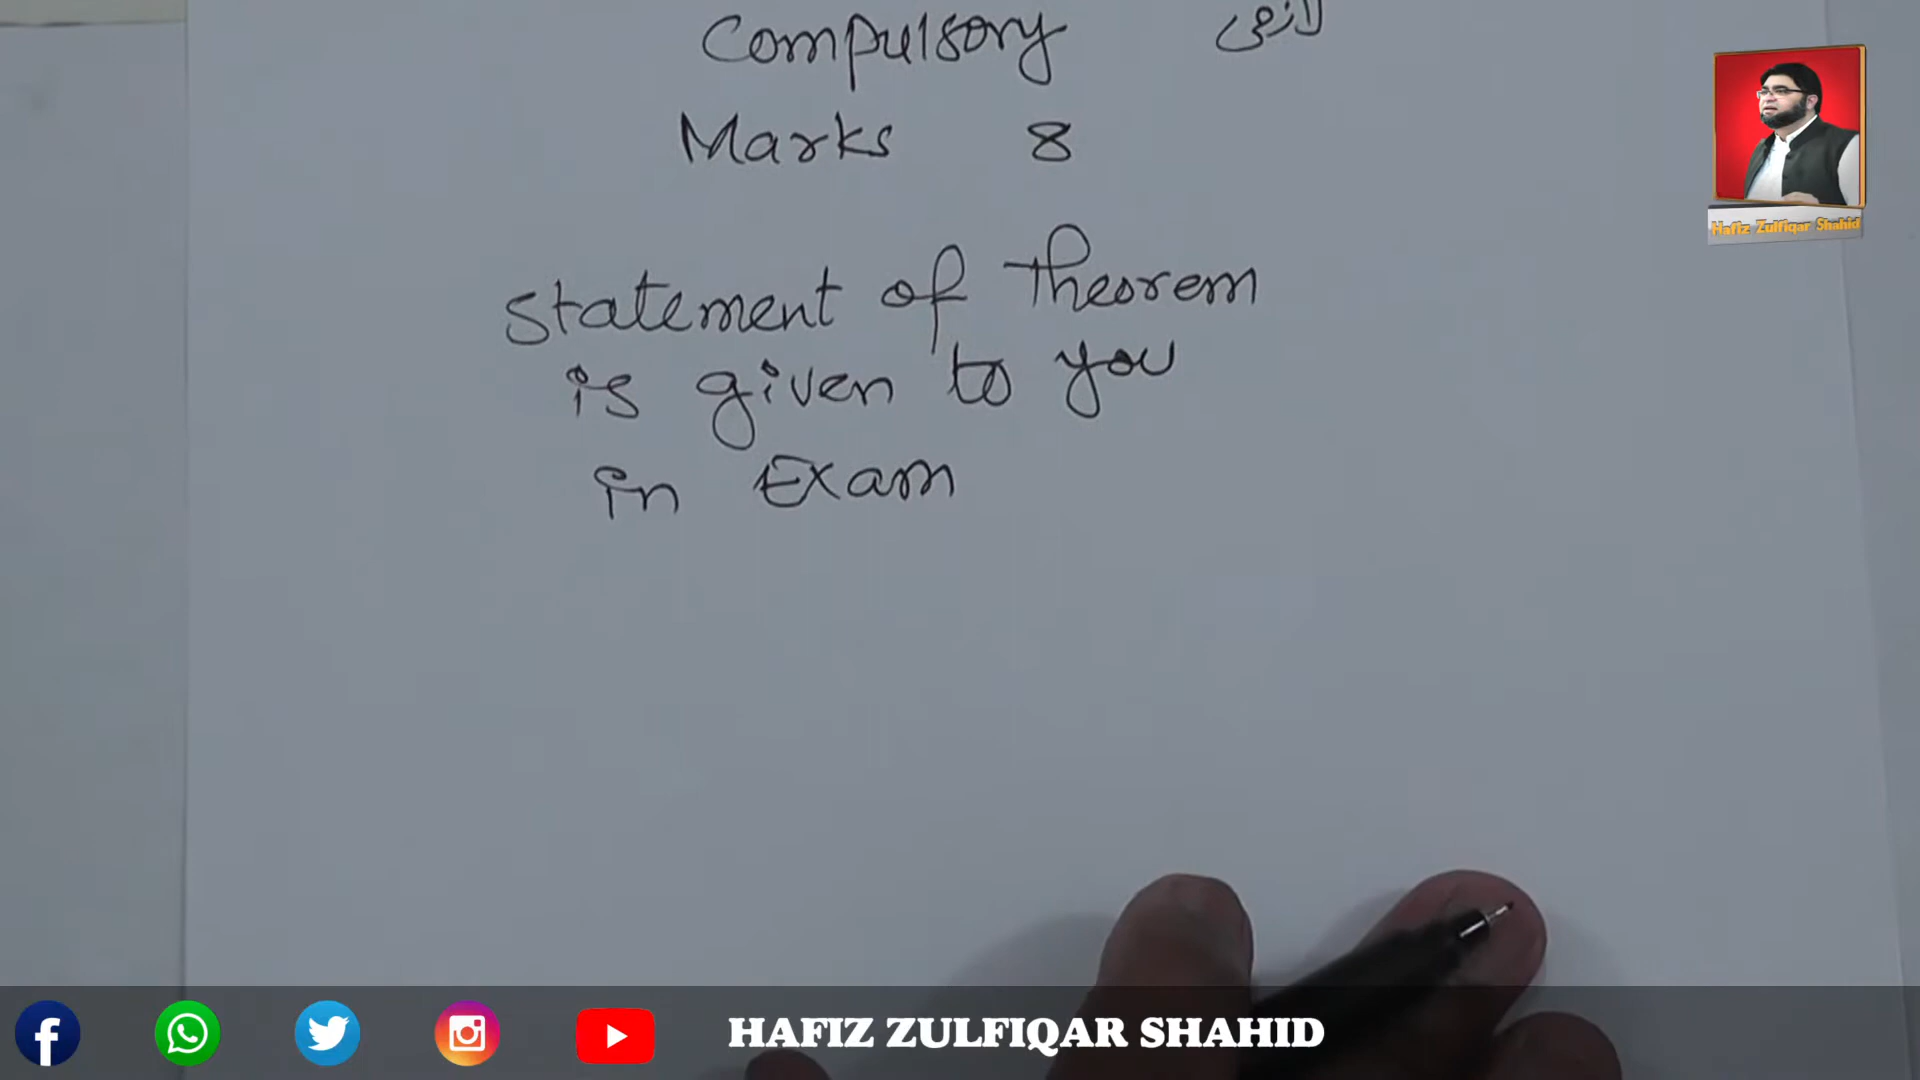 Compulsory لازمی
Marks 8
Statement of Theorem
is given to you
in Exam
Hafiz Zulfiqar Shahid
HAFIZ ZULFIQAR SHAHID